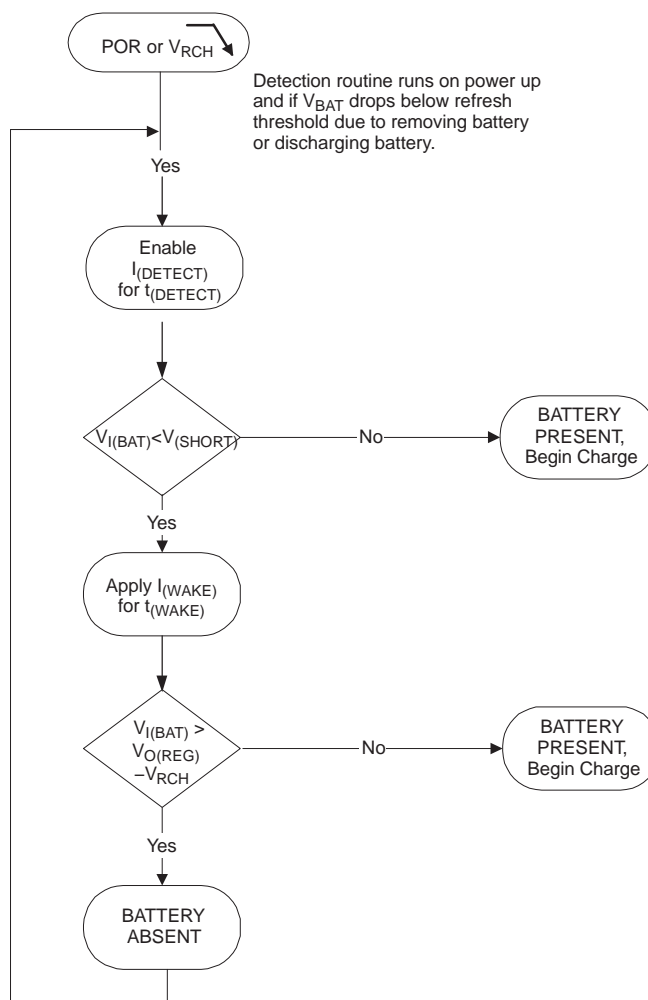 POR or VRCH
Detection routine runs on power up
and if VBAT drops below refresh
threshold due to removing battery
or discharging battery.
Yes
Enable
I(DETECT)
for t(DETECT)
VI(BAT)<V(SHORT)
No
BATTERY
PRESENT,
Begin Charge
Yes
Apply I(WAKE)
for t(WAKE)
VI(BAT) >
VO(REG)
–VRCH
No
BATTERY
PRESENT,
Begin Charge
Yes
BATTERY
ABSENT